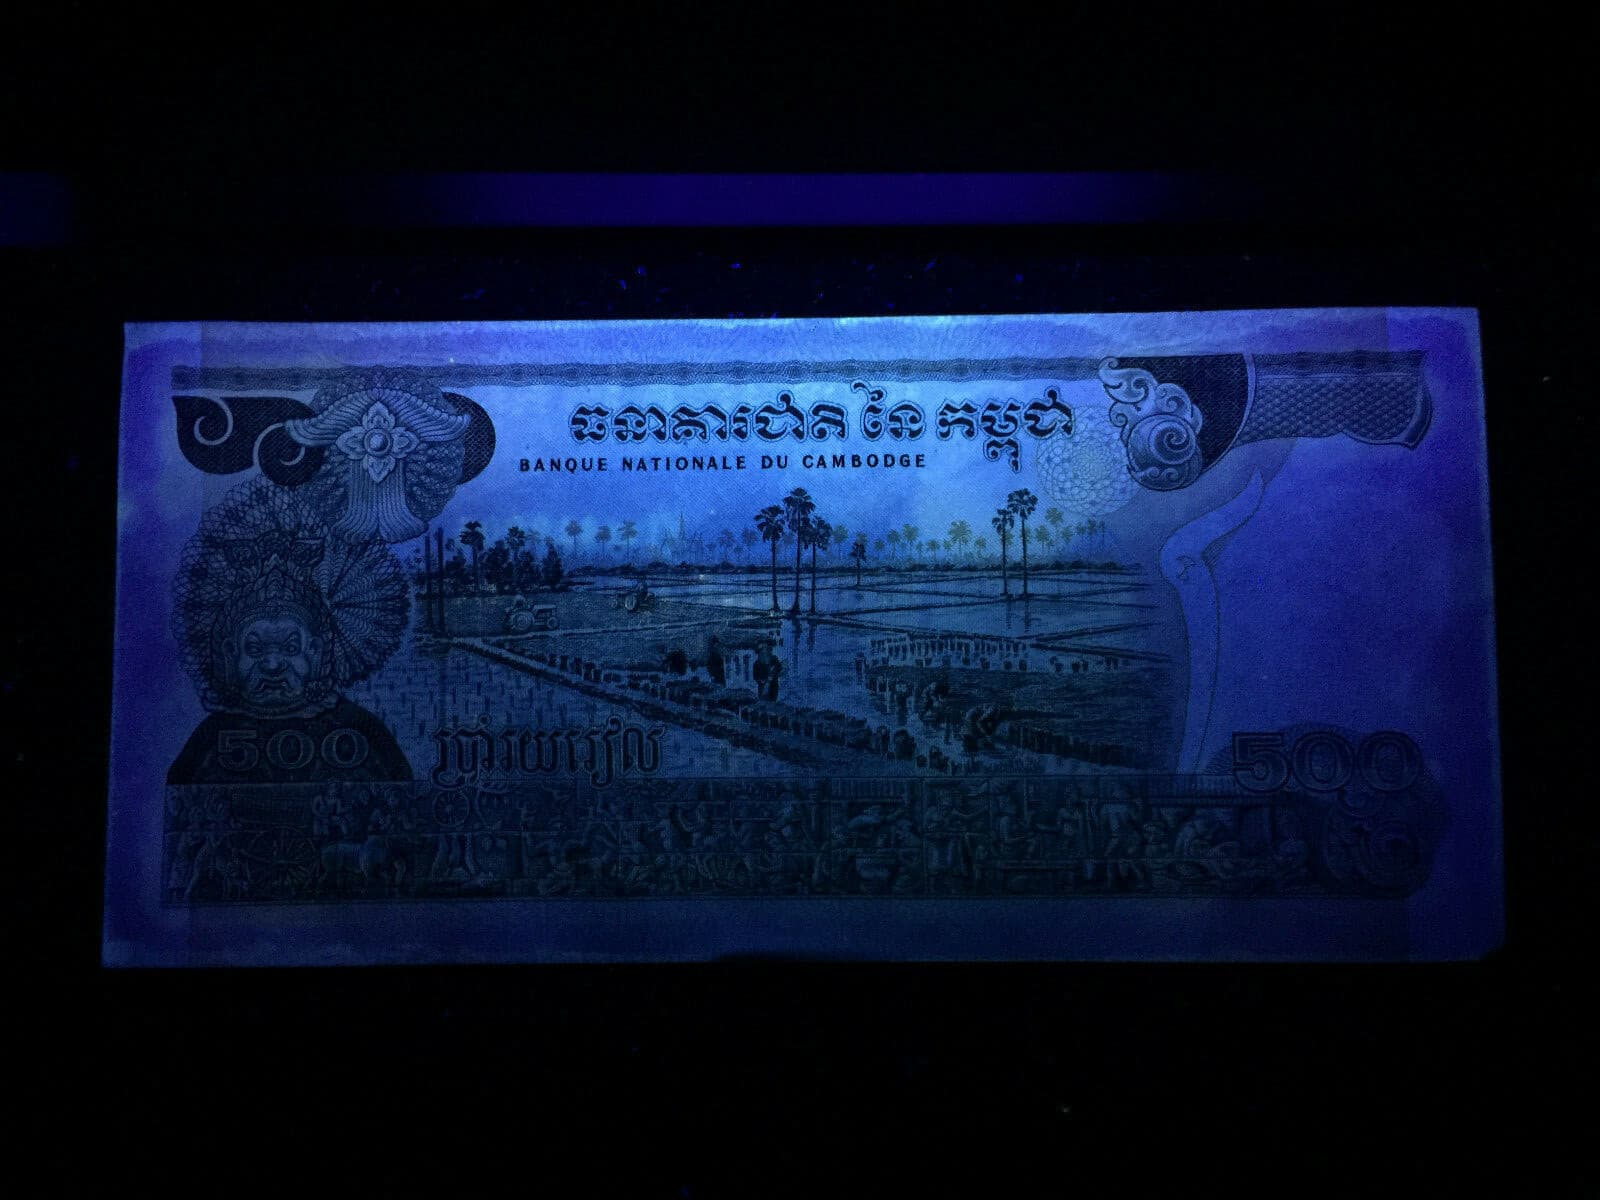 ធនាគារជាតិ នៃ កម្ពុជា
BANQUE NATIONALE DU CAMBODGE
500 ប្រាំរយរៀល 500